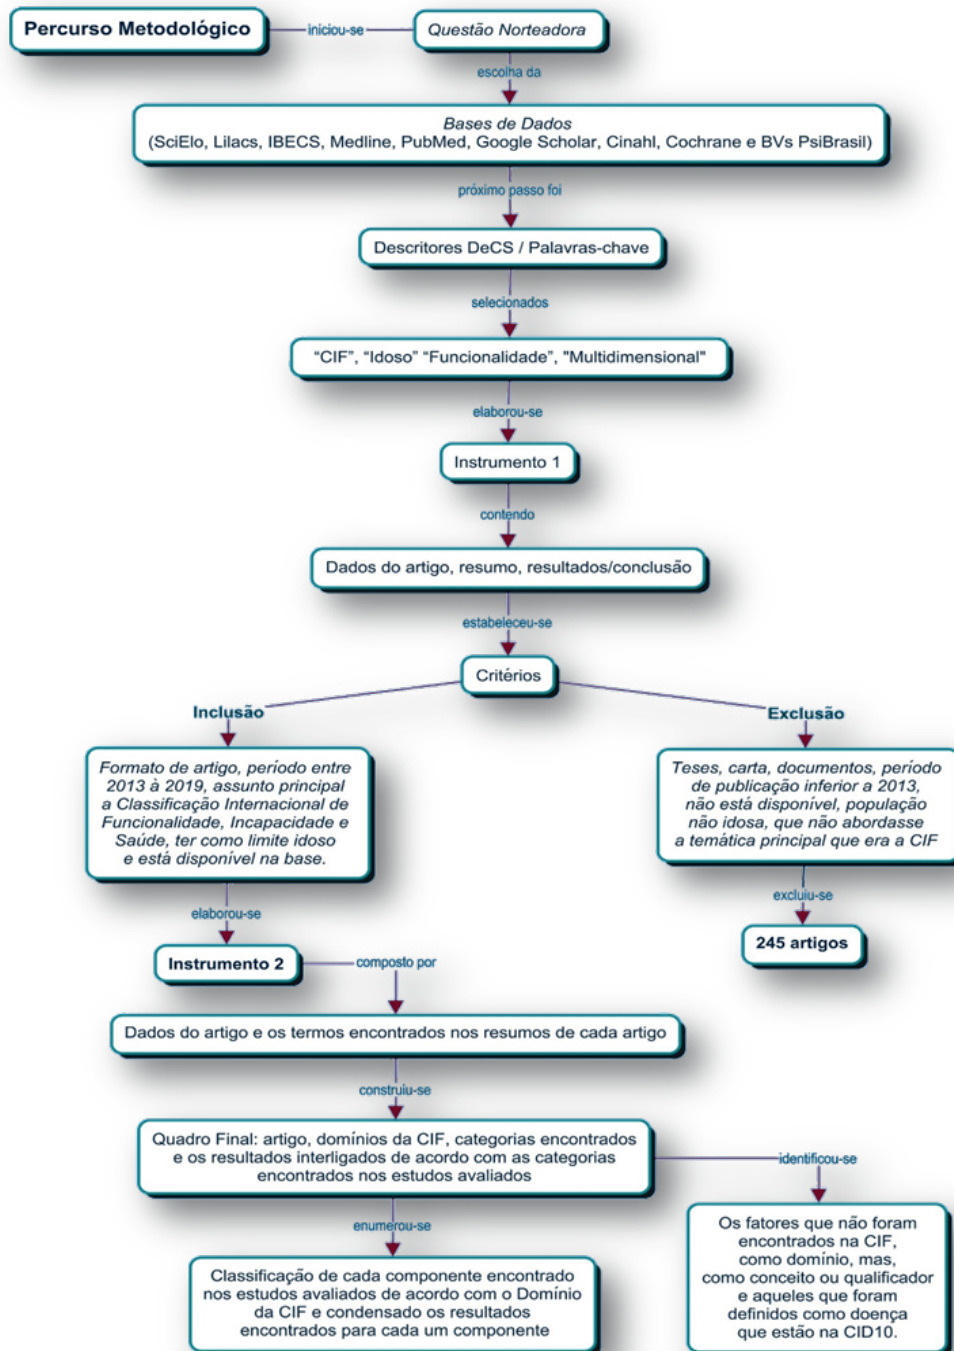 Percurso Metodológico
iniciou-se
Questão Norteadora
escolha da
Bases de Dados
(SciElo, Lilacs, IBECS, Medline, PubMed, Google Scholar, Cinahl, Cochrane e BVs PsiBrasil)
próximo passo foi
Descritores DeCS / Palavras-chave
selecionados
“CIF”, “Idoso” “Funcionalidade”, "Multidimensional"
elaborou-se
Instrumento 1
contendo
Dados do artigo, resumo, resultados/conclusão
estabeleceu-se
Critérios
Inclusão
Formato de artigo, período entre
2013 à 2019, assunto principal
a Classificação Internacional de
Funcionalidade, Incapacidade e
Saúde, ter como limite idoso
e está disponível na base.
Exclusão
Teses, carta, documentos, período
de publicação inferior a 2013,
não está disponível, população
não idosa, que não abordasse
a temática principal que era a CIF
excluiu-se
245 artigos
elaborou-se
Instrumento 2
composto por
Dados do artigo e os termos encontrados nos resumos de cada artigo
construiu-se
Quadro Final: artigo, domínios da CIF, categorias encontrados
e os resultados interligados de acordo com as categorias
encontrados nos estudos avaliados
identificou-se
Os fatores que não foram
encontrados na CIF,
como domínio, mas,
como conceito ou qualificador
e aqueles que foram
definidos como doença
que estão na CID10.
enumerou-se
Classificação de cada componente encontrado
nos estudos avaliados de acordo com o Domínio
da CIF e condensado os resultados
encontrados para cada um componente